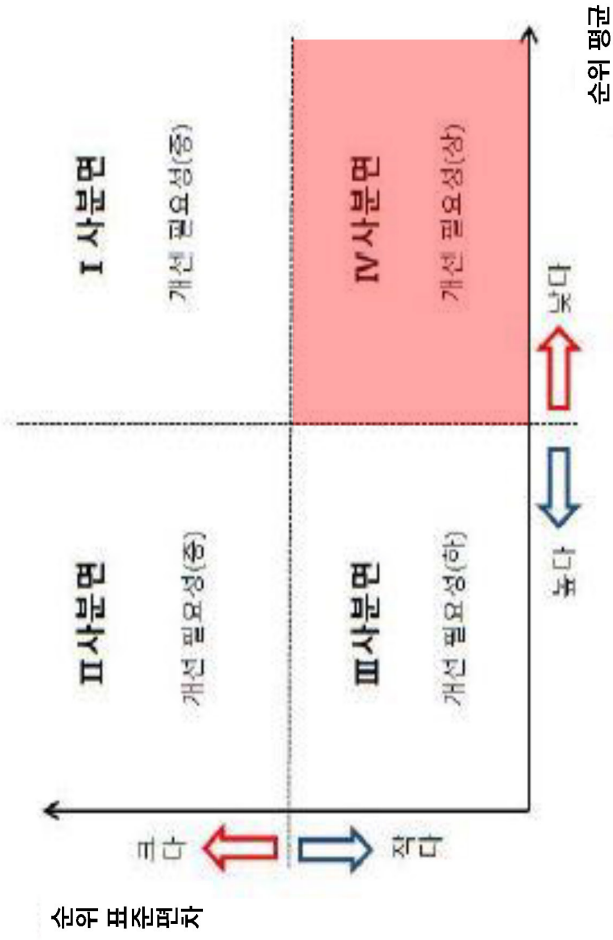 순위 표준편차
크다
작다
II사분면
개선 필요성(중)
I 사분면
개선 필요성(중)
III사분면
개선 필요성(하)
IV사분면
개선 필요성(상)
높다
낮다
순위 평균